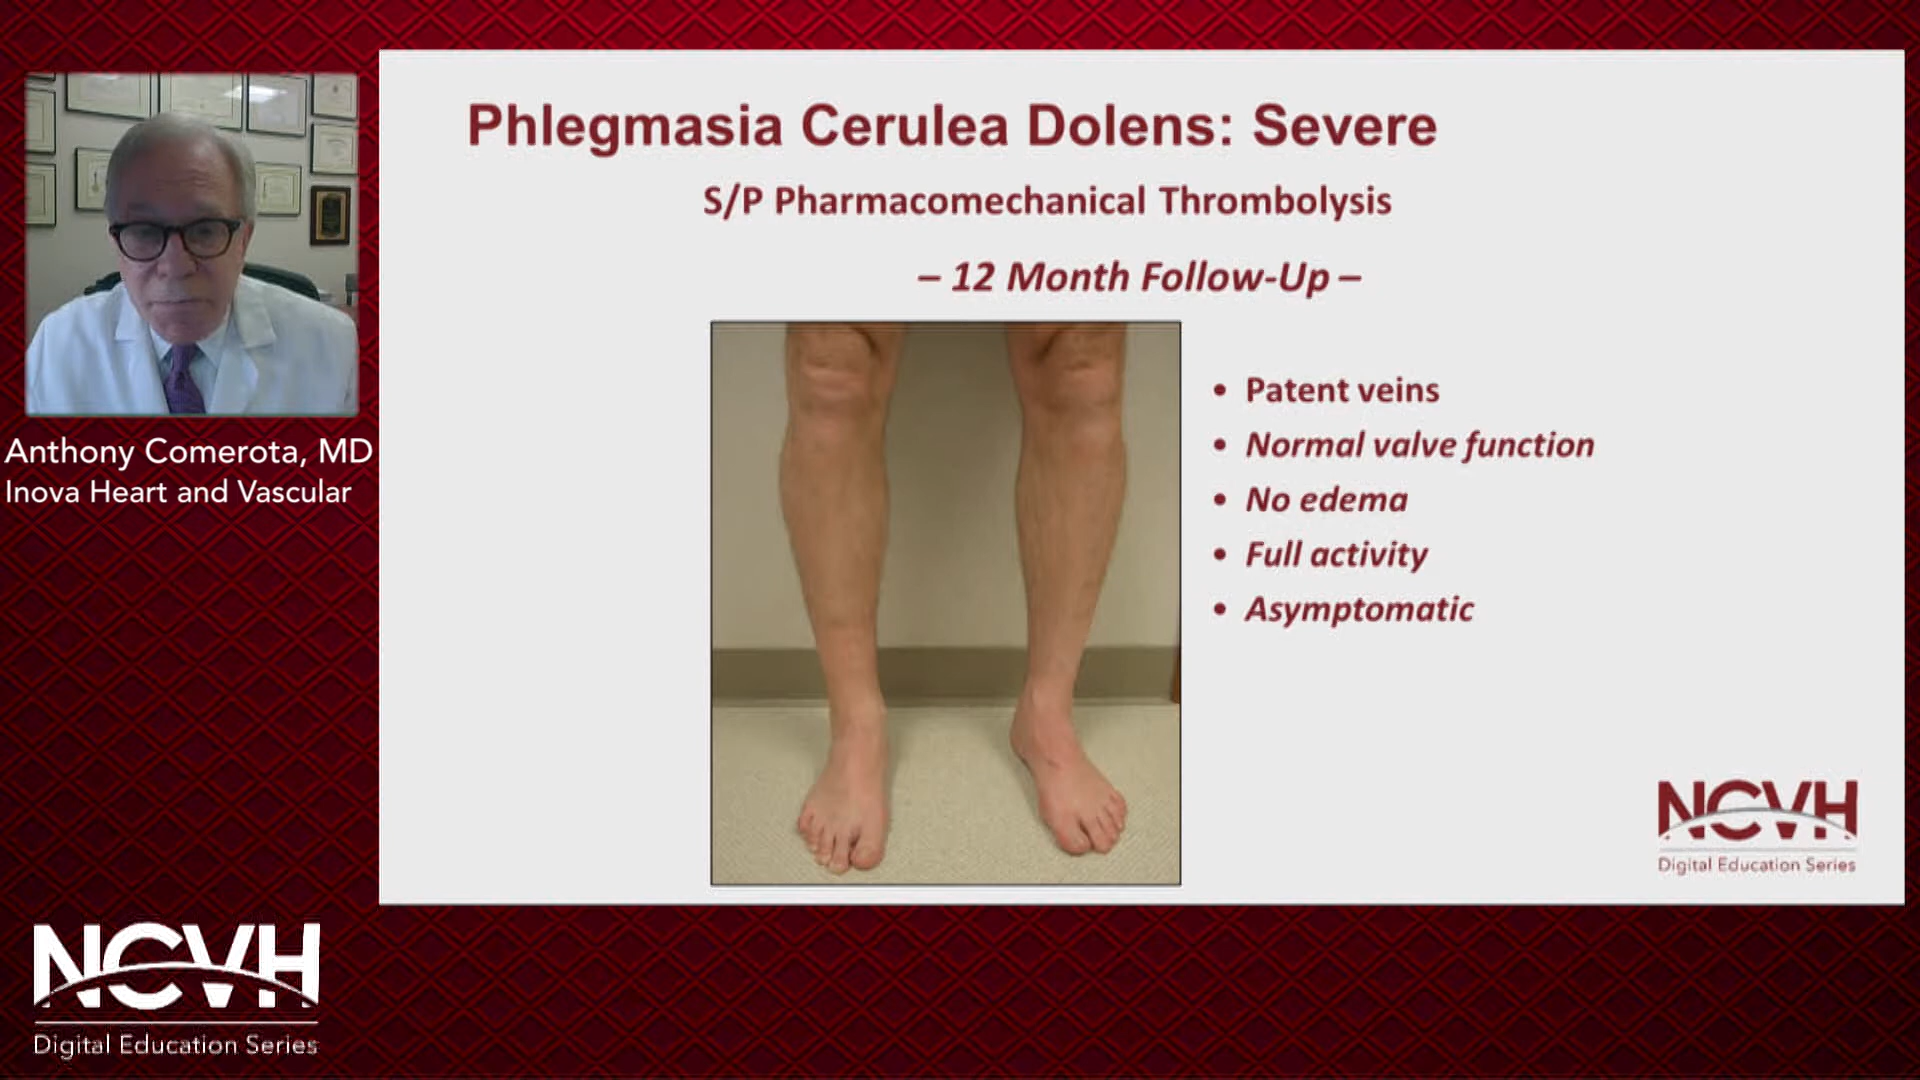 Phlegmasia Cerulea Dolens: Severe
S/P Pharmacomechanical Thrombolysis
– 12 Month Follow-Up –
• Patent veins
• Normal valve function
• No edema
• Full activity
• Asymptomatic
NCVH
Digital Education Series
Anthony Comerota, MD
Inova Heart and Vascular
NCVH
Digital Education Series